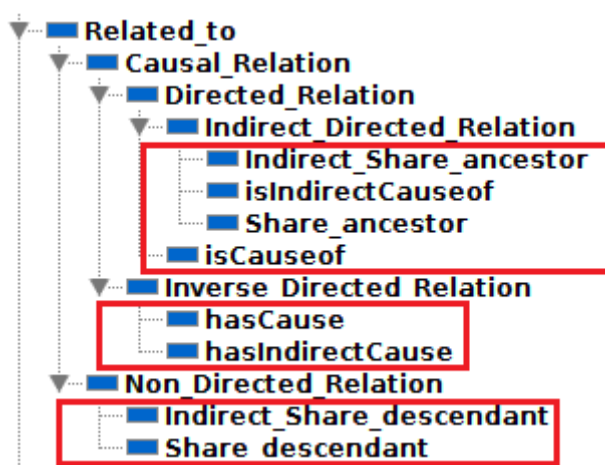 Related_to
Causal_Relation
Directed_Relation
Indirect_Directed_Relation
Indirect_Share_ancestor
isIndirectCauseof
Share_ancestor
isCauseof
Inverse_Directed_Relation
hasCause
hasIndirectCause
Non_Directed_Relation
Indirect_Share_descendant
Share_descendant